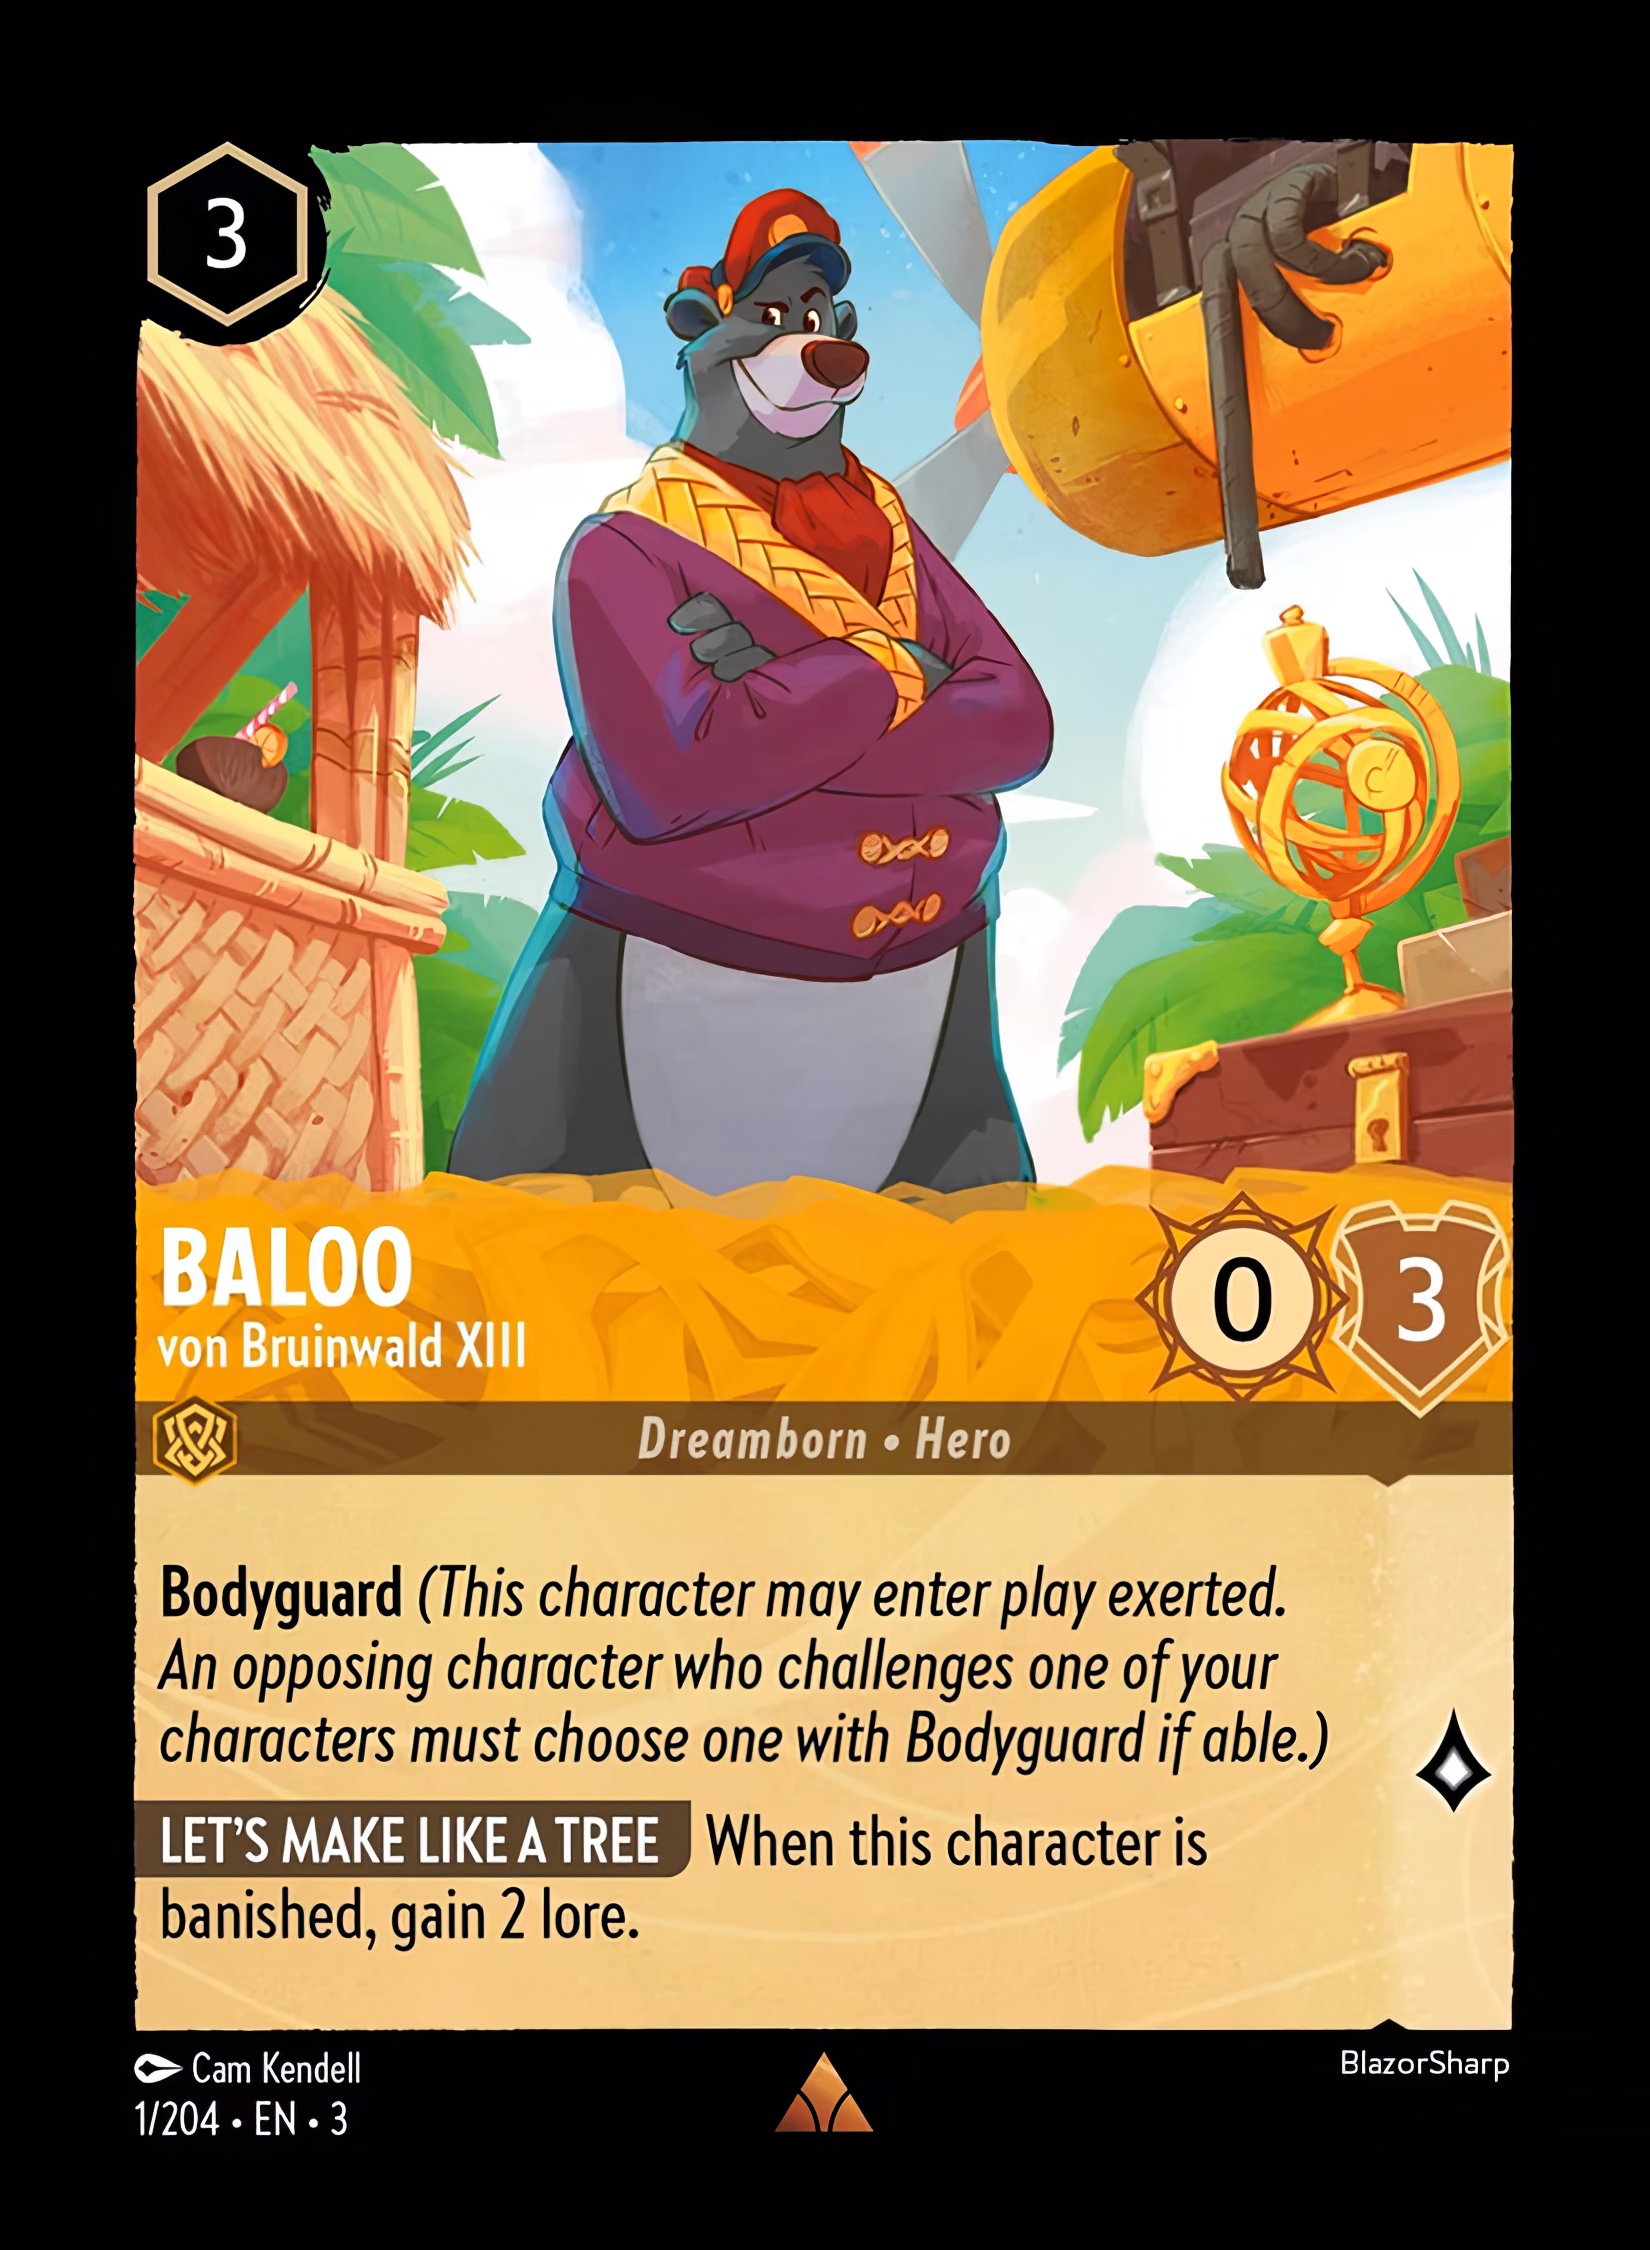 3
BALOO
von Bruinwald XIII
0
3
Dreamborn • Hero
Bodyguard (This character may enter play exerted.
An opposing character who challenges one of your
characters must choose one with Bodyguard if able.)
LET'S MAKE LIKE A TREE When this character is
banished, gain 2 lore.
Cam Kendell
BlazorSharp
1/204 • EN • 3